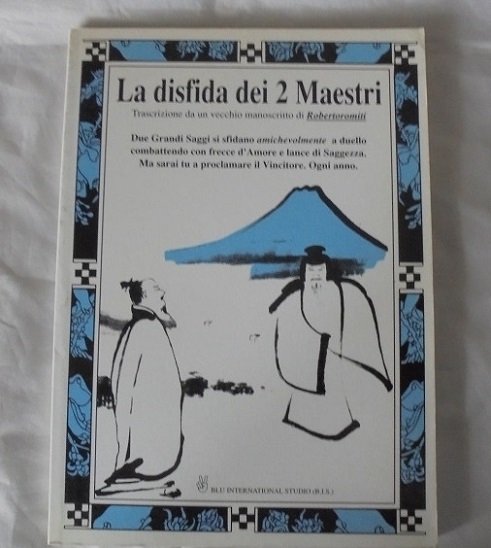 La disfida dei 2 Maestri
Trascrizione da un vecchio manoscritto di Robertoromiti
Due Grandi Saggi si sfidano amichevolmente a duello
combattendo con frecce d'Amore e lance di Saggezza.
Ma sarai tu a proclamare il Vincitore. Ogni anno.
BLU INTERNATIONAL STUDIO (B.I.S.)